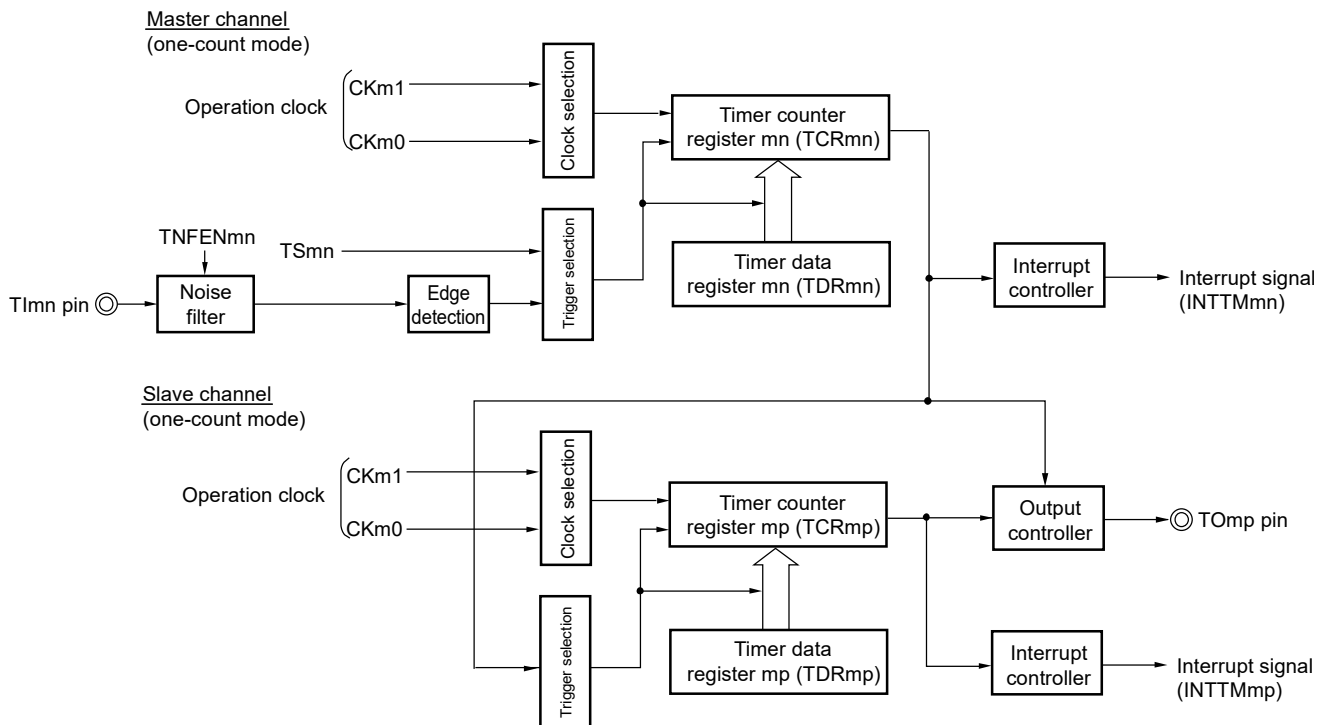 Master channel
(one-count mode)
Operation clock
CKm1
CKm0
Clock selection
Timer counter
register mn (TCRmn)
TNFENmn
TSmn
TImn pin
Noise
filter
Edge
detection
Trigger selection
Timer data
register mn (TDRmn)
Interrupt
controller
Interrupt signal
(INTTMmn)
Slave channel
(one-count mode)
Operation clock
CKm1
CKm0
Clock selection
Timer counter
register mp (TCRmp)
Output
controller
TOmp pin
Trigger selection
Timer data
register mp (TDRmp)
Interrupt
controller
Interrupt signal
(INTTMmp)